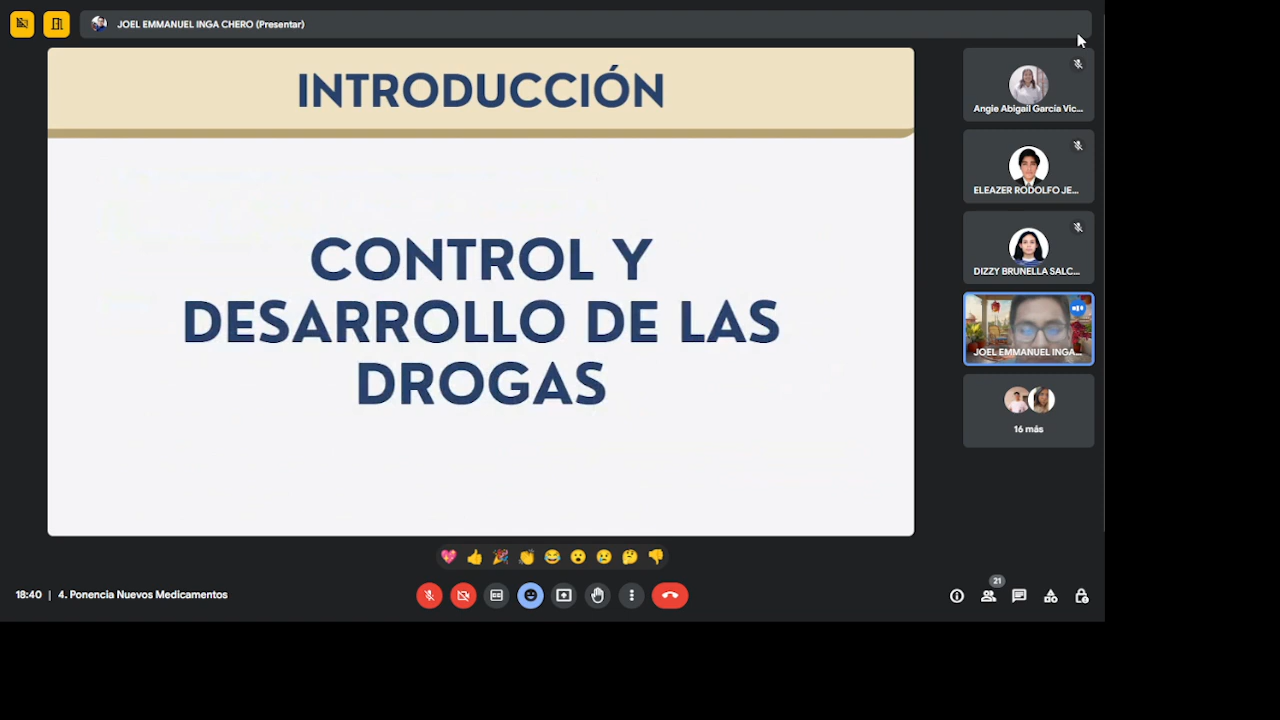 JOEL EMMANUEL INGA CHERO (Presentar)
INTRODUCCIÓN
CONTROL Y
DESARROLLO DE LAS
DROGAS
Angie Abigail García Vic...
ELEAZER RODOLFO JE...
DIZZY BRUNELLA SALC...
JOEL EMMANUEL INGA...
16 más
18:40 | 4. Ponencia Nuevos Medicamentos
21